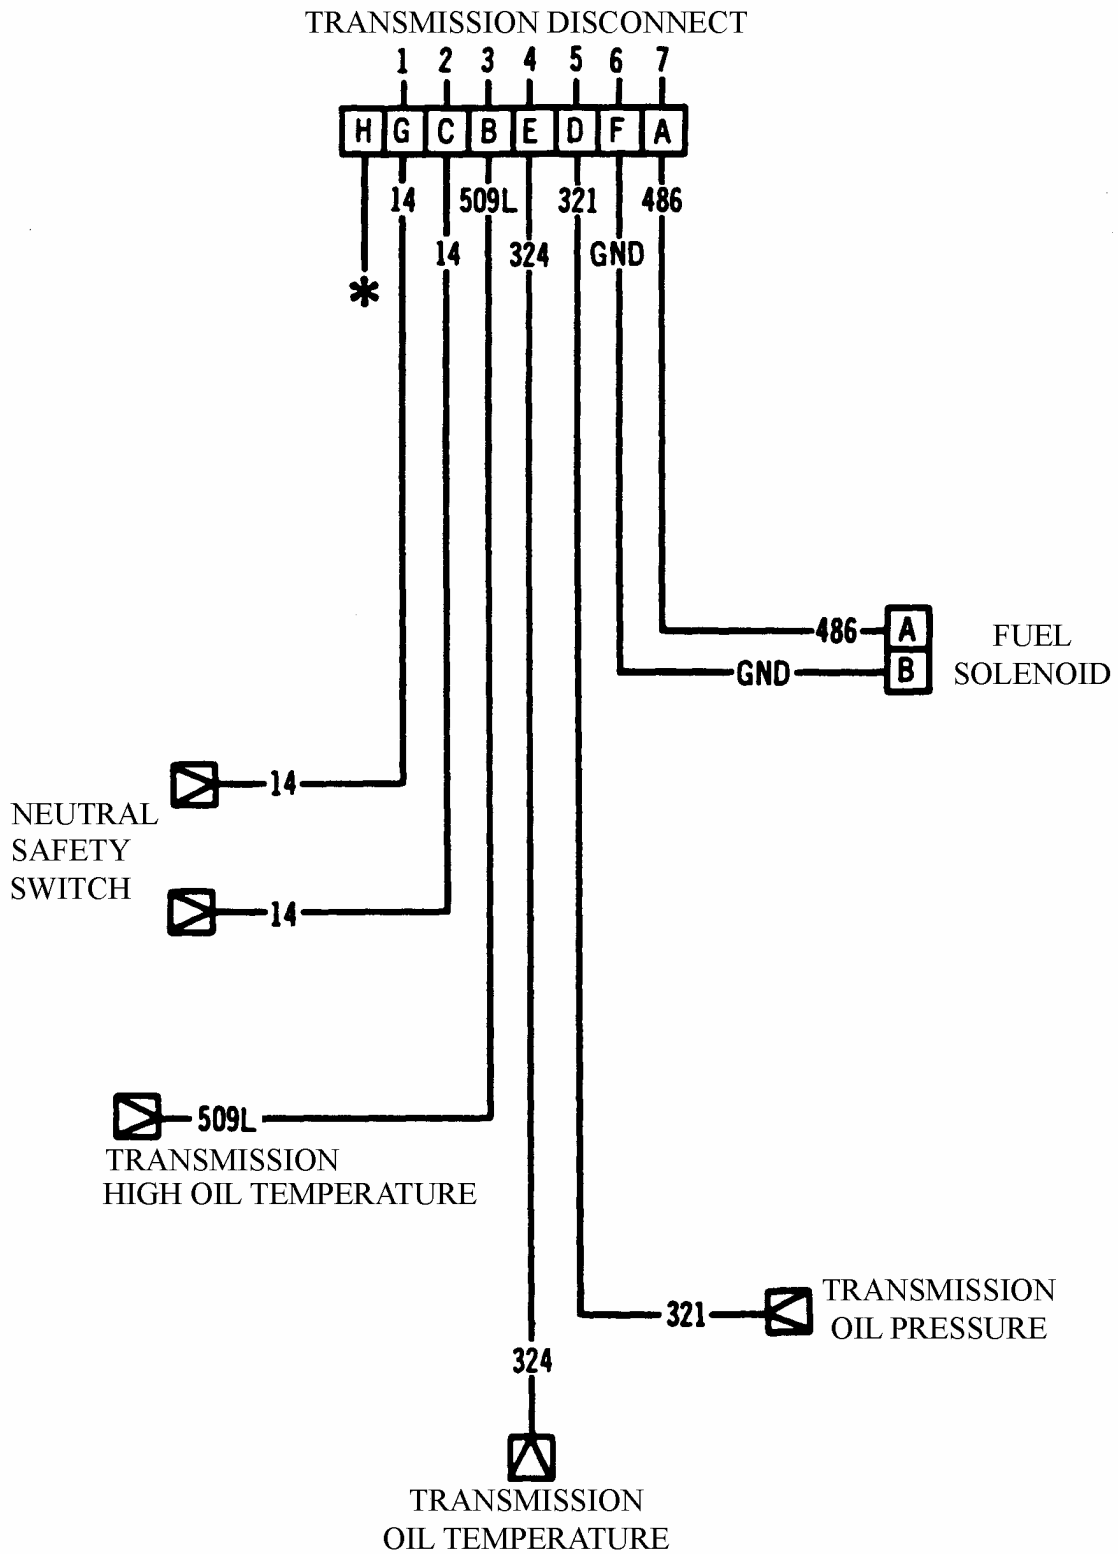 TRANSMISSION DISCONNECT
1 2 3 4 5 6 7
H G C B E D F A
14 509L 321 486
14 324 GND
*
486 A
FUEL
SOLENOID
GND B
14
NEUTRAL
SAFETY
SWITCH
14
509L
TRANSMISSION
HIGH OIL TEMPERATURE
321
TRANSMISSION
OIL PRESSURE
324
TRANSMISSION
OIL TEMPERATURE